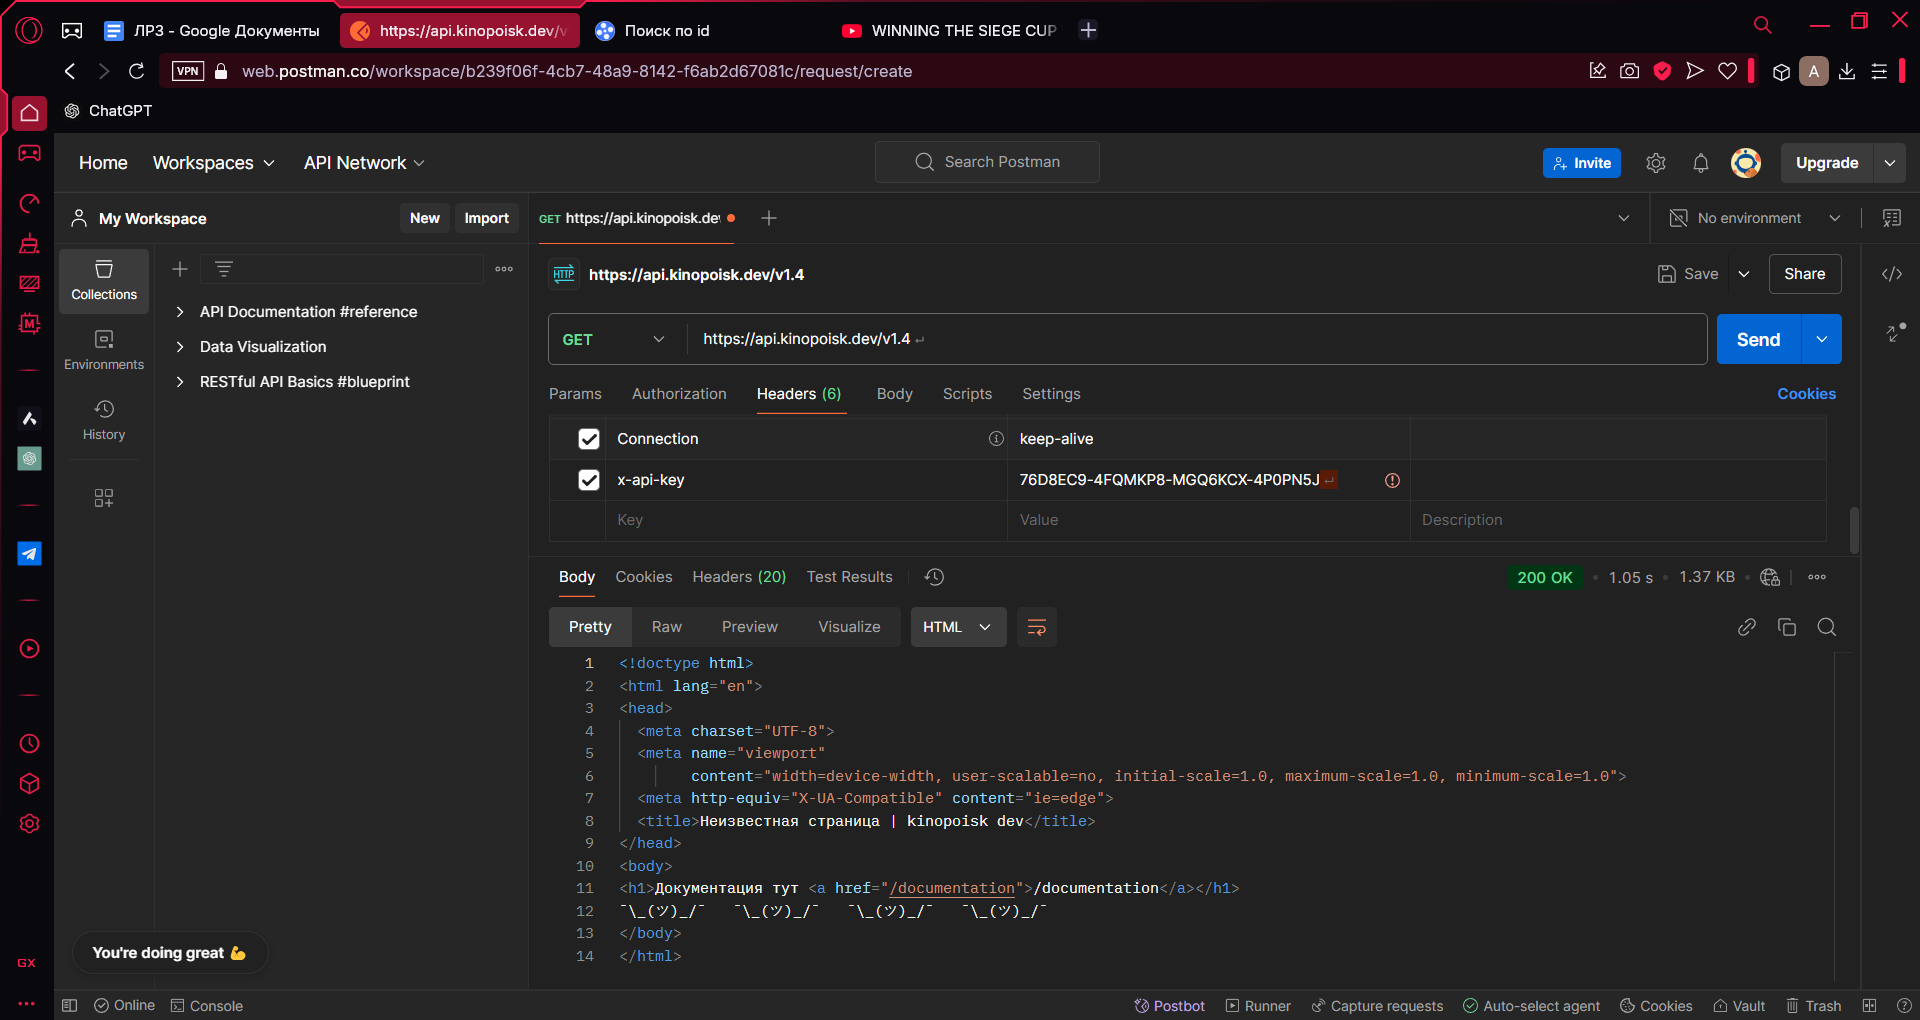 ЛР3 - Google Документы
https://api.kinopoisk.dev/v
Поиск по id
WINNING THE SIEGE CUP
VPN
web.postman.co/workspace/b239f06f-4cb7-48a9-8142-f6ab2d67081c/request/create
A
ChatGPT
Home
Workspaces
API Network
Search Postman
Invite
Upgrade
My Workspace
New
Import
GET https://api.kinopoisk.de
No environment
Collections
HTTP https://api.kinopoisk.dev/v1.4
Save
Share
API Documentation #reference
Data Visualization
RESTful API Basics #blueprint
Environments
History
GET
https://api.kinopoisk.dev/v1.4
Send
Params
Authorization
Headers (6)
Body
Scripts
Settings
Cookies
Connection
keep-alive
x-api-key
76D8EC9-4FQMKP8-MGQ6KCX-4P0PN5J
Key
Value
Description
Body
Cookies
Headers (20)
Test Results
200 OK
1.05 s
1.37 KB
Pretty
Raw
Preview
Visualize
HTML
1 <!doctype html>
2 <html lang="en">
3 <head>
4 <meta charset="UTF-8">
5 <meta name="viewport"
6 content="width=device-width, user-scalable=no, initial-scale=1.0, maximum-scale=1.0, minimum-scale=1.0">
7 <meta http-equiv="X-UA-Compatible" content="ie=edge">
8 <title>Неизвестная страница | kinopoisk dev</title>
9 </head>
10 <body>
11 <h1>Документация тут <a href="/documentation">/documentation</a></h1>
12 ¯\_(ツ)_/¯ ¯\_(ツ)_/¯ ¯\_(ツ)_/¯ ¯\_(ツ)_/¯
13 </body>
14 </html>
You're doing great 💪
GX
Online
Console
Postbot
Runner
Capture requests
Auto-select agent
Cookies
Vault
Trash